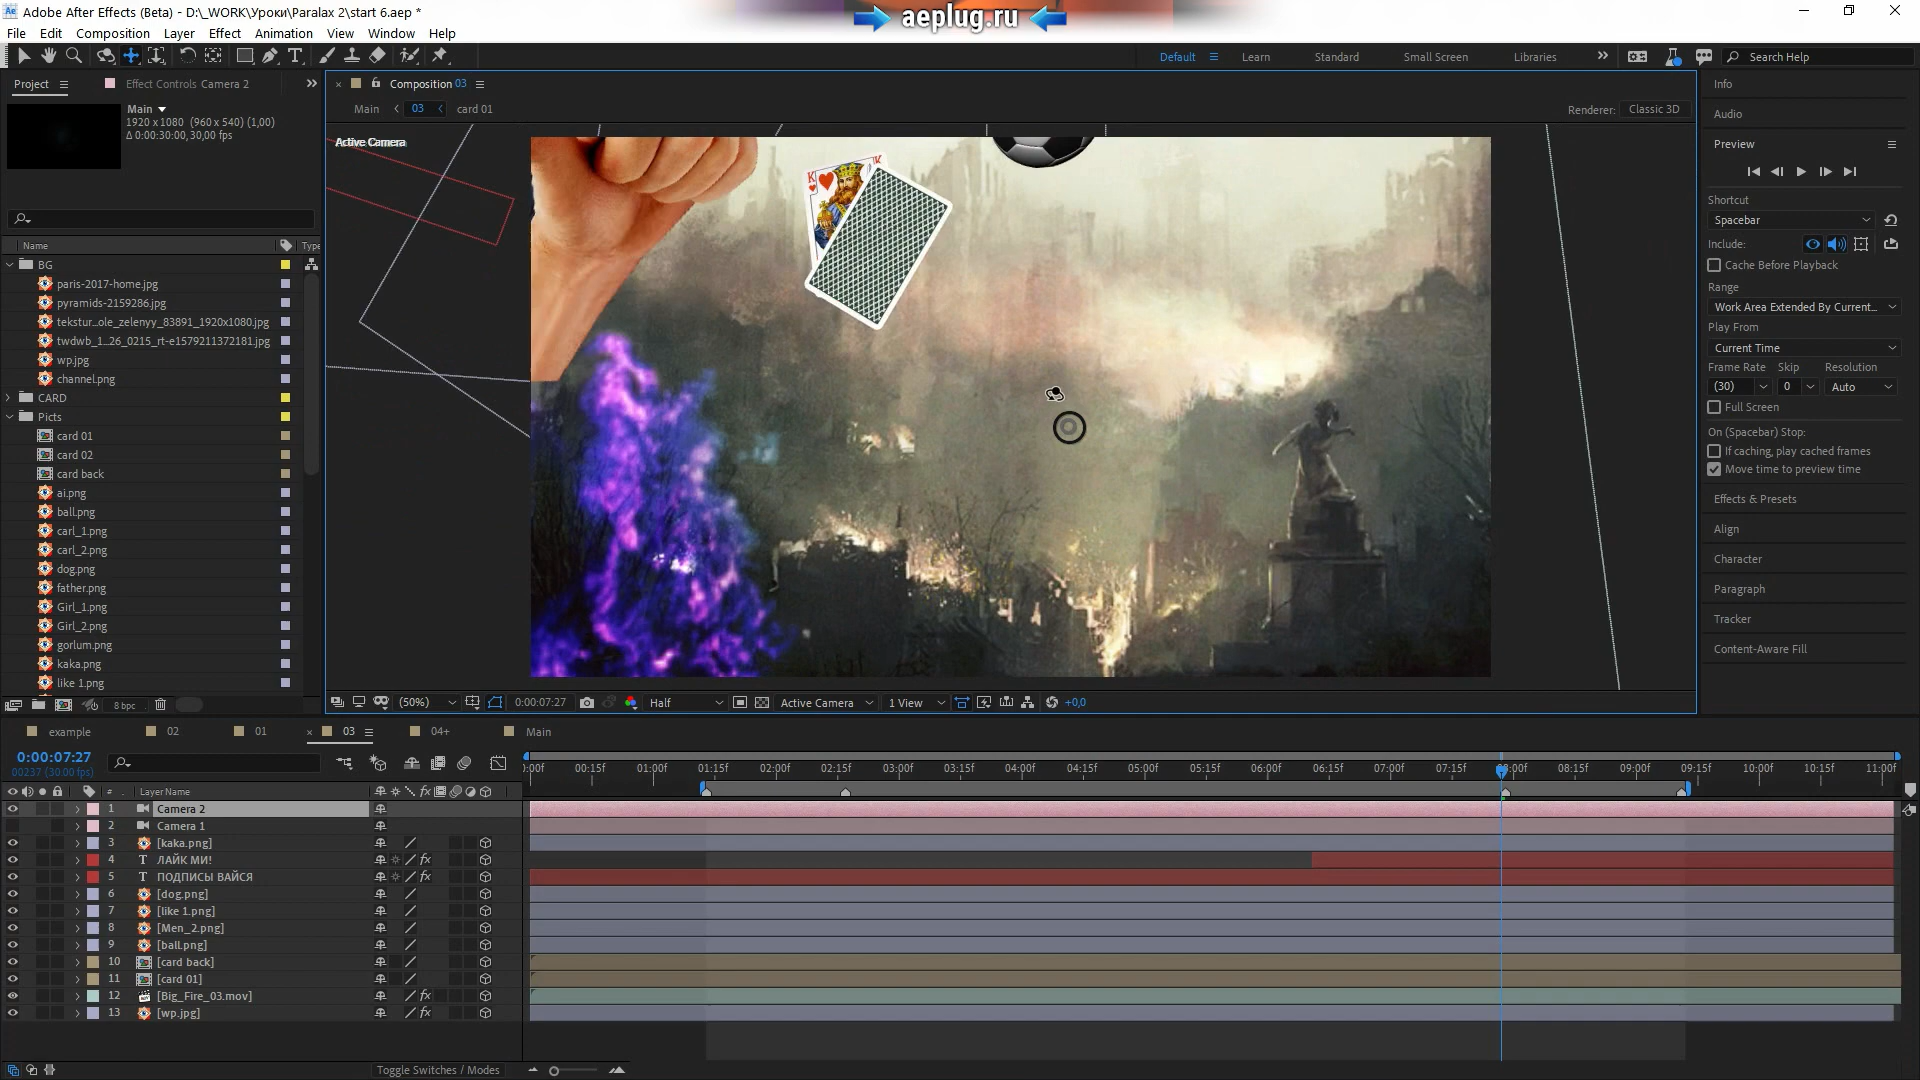 Adobe After Effects (Beta) - D:\_WORK\Уроки\Paralax 2\start 6.aep *
aeplug.ru
File Edit Composition Layer Effect Animation View Window Help
Default Learn Standard Small Screen Libraries Search Help
Project Effect Controls Camera 2
Main
1920 x 1080 (960 x 540) (1,00)
Δ 0:00:30:00, 30,00 fps
Name Type
BG
paris-2017-home.jpg
pyramids-2159286.jpg
tekstur...ole_zelenyy_83891_1920x1080.jpg
twdwb_1...26_0215_rt-e1579211372181.jpg
wp.jpg
channel.png
CARD
Picts
card 01
card 02
card back
ai.png
ball.png
carl_1.png
carl_2.png
dog.png
father.png
Girl_1.png
Girl_2.png
gorlum.png
kaka.png
like 1.png
8 bpc
Composition 03
Main 03 card 01
Renderer: Classic 3D
Active Camera
K K
(50%) 0:00:07:27 Half Active Camera 1 View +0,0
Info
Audio
Preview
Shortcut
Spacebar
Include:
Cache Before Playback
Range
Work Area Extended By Current...
Play From
Current Time
Frame Rate Skip Resolution
(30) 0 Auto
Full Screen
On (Spacebar) Stop:
If caching, play cached frames
Move time to preview time
Effects & Presets
Align
Character
Paragraph
Tracker
Content-Aware Fill
example 02 01 03 04+ Main
0:00:07:27
00237 (30.00 fps)
:00f 00:15f 01:00f 01:15f 02:00f 02:15f 03:00f 03:15f 04:00f 04:15f 05:00f 05:15f 06:00f 06:15f 07:00f 07:15f 08:00f 08:15f 09:00f 09:15f 10:00f 10:15f 11:00f
# Layer Name fx
1 Camera 2
2 Camera 1
3 [kaka.png]
4 T ЛАЙК МИ! fx
5 T ПОДПИСЫ ВАЙСЯ fx
6 [dog.png]
7 [like 1.png]
8 [Men_2.png]
9 [ball.png]
10 [card back]
11 [card 01]
12 [Big_Fire_03.mov] fx
13 [wp.jpg] fx
Toggle Switches / Modes